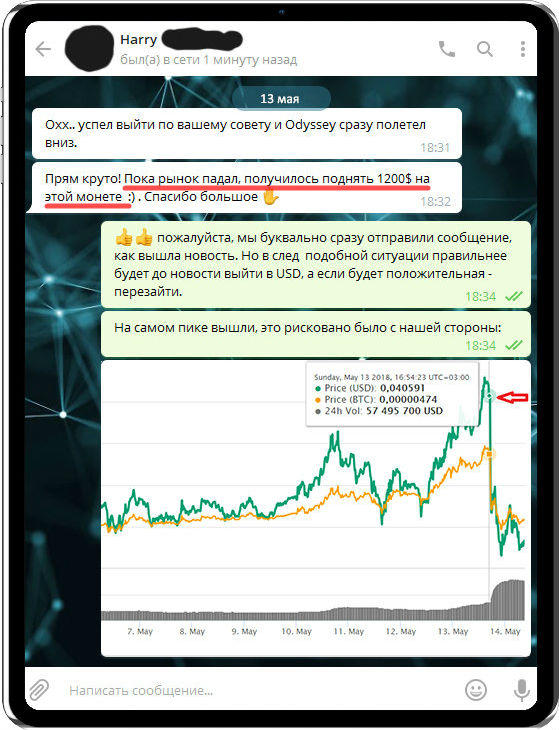 Harry
был(а) в сети 1 минуту назад
13 мая
Охх.. успел выйти по вашему совету и Odyssey сразу полетел
вниз.
18:31
Прям круто! Пока рынок падал, получилось поднять 1200$ на
этой монете :) . Спасибо большое ✋
18:32
👍👍 пожалуйста, мы буквально сразу отправили сообщение,
как вышла новость. Но в след подобной ситуации правильнее
будет до новости выйти в USD, а если будет положительная -
перезайти.
18:34
На самом пике вышли, это рисковано было с нашей стороны:
18:34
Sunday, May 13 2018, 16:54:23 UTC+03:00
Price (USD): 0,040591
Price (BTC): 0,00000474
24h Vol: 57 495 700 USD
7. May 8. May 9. May 10. May 11. May 12. May 13. May 14. May
Написать сообщение...